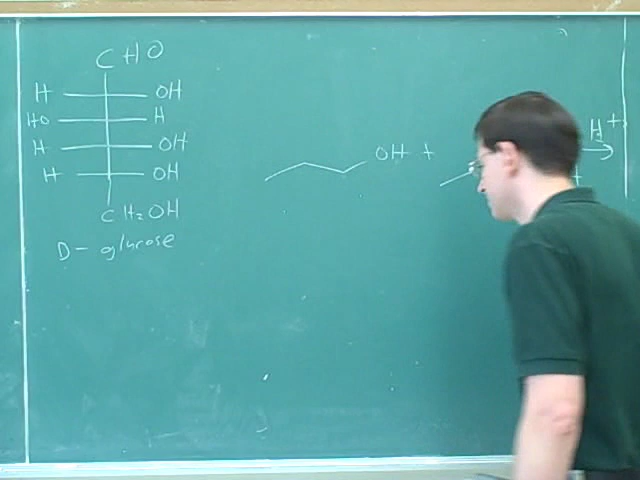 CHO
H OH
HO H
H OH
H OH
CH₂OH
D- glucose
OH +
H+
+